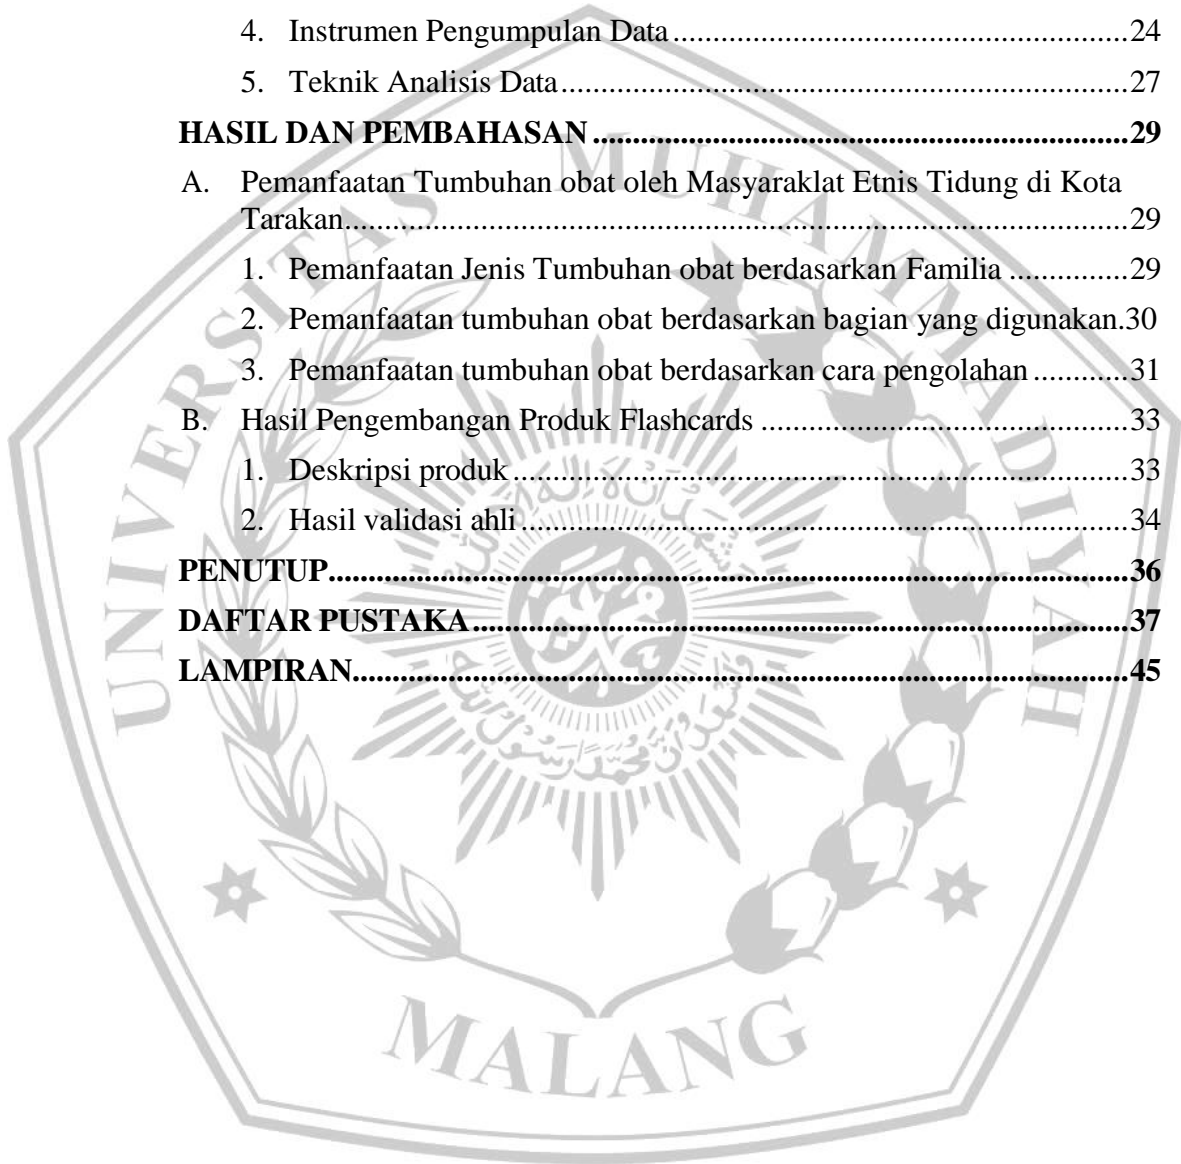 4. Instrumen Pengumpulan Data ..........................................................24
5. Teknik Analisis Data........................................................................27
HASIL DAN PEMBAHASAN ....................................................................29
A. Pemanfaatan Tumbuhan obat oleh Masyaraklat Etnis Tidung di Kota
Tarakan...................................................................................................29
1. Pemanfaatan Jenis Tumbuhan obat berdasarkan Familia ...............29
2. Pemanfaatan tumbuhan obat berdasarkan bagian yang digunakan.30
3. Pemanfaatan tumbuhan obat berdasarkan cara pengolahan ............31
B. Hasil Pengembangan Produk Flashcards ..............................................33
1. Deskripsi produk..............................................................................33
2. Hasil validasi ahli.............................................................................34
PENUTUP.....................................................................................................36
DAFTAR PUSTAKA...................................................................................37
LAMPIRAN..................................................................................................45
UNIVERSITAS MUHAMMADIYAH
MALANG